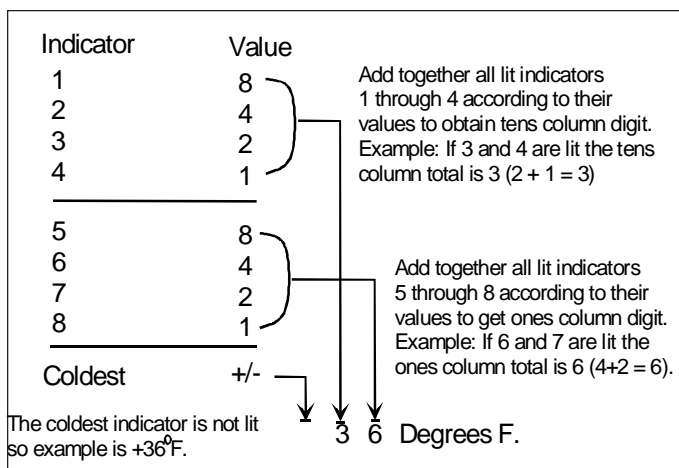 Indicator Value
1 8
2 4
3 2
4 1
Add together all lit indicators
1 through 4 according to their
values to obtain tens column digit.
Example: If 3 and 4 are lit the tens
column total is 3 (2 + 1 = 3)
5 8
6 4
7 2
8 1
Add together all lit indicators
5 through 8 according to their
values to get ones column digit.
Example: If 6 and 7 are lit the
ones column total is 6 (4+2 = 6).
Coldest +/-
The coldest indicator is not lit
so example is +36°F.
3 6 Degrees F.